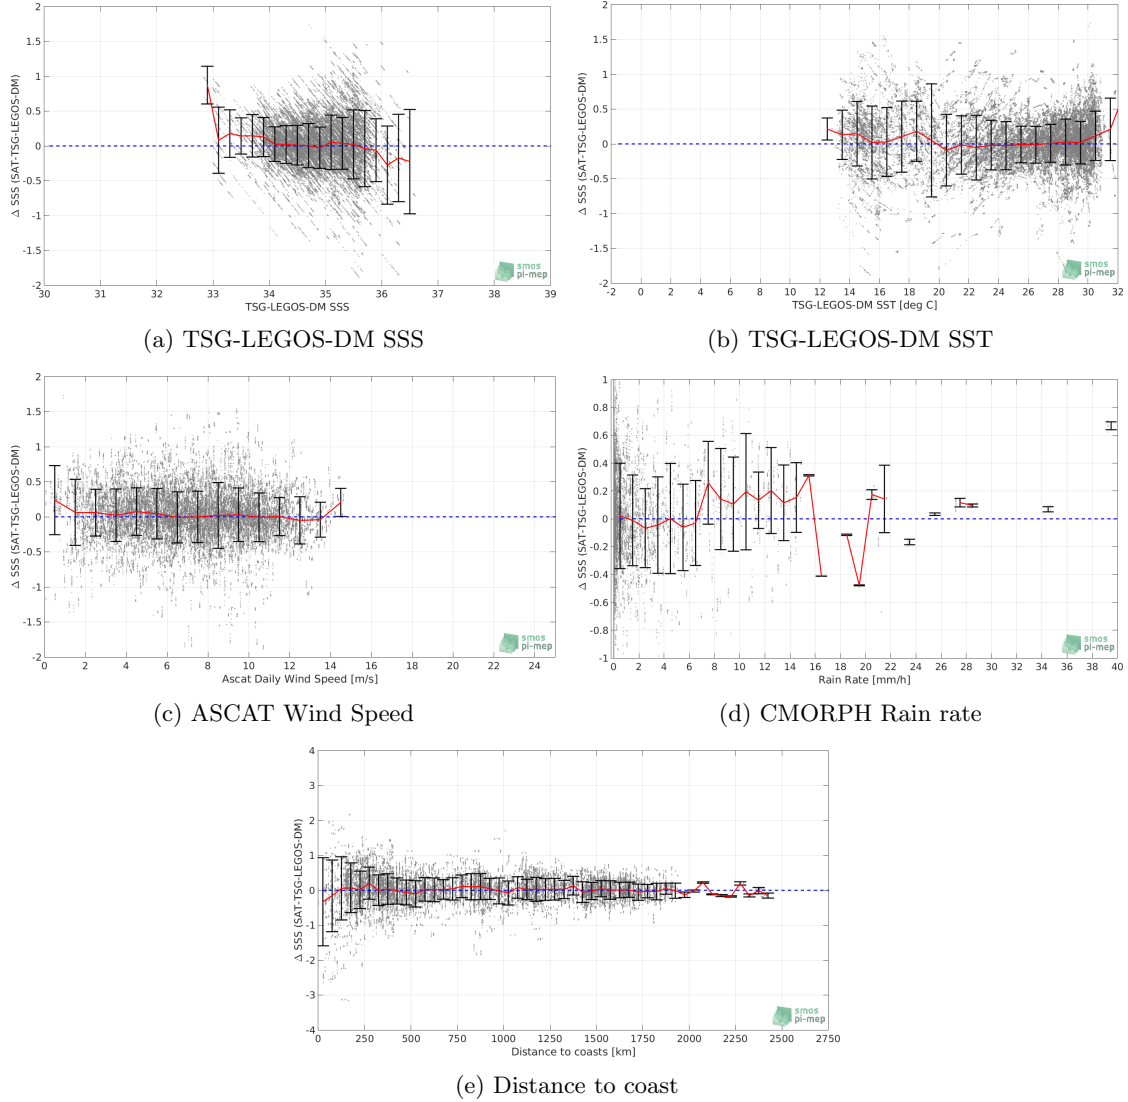 2
1.5
1
0.5
0
-0.5
-1
-1.5
-2
Δ SSS (SAT-TSG-LEGOS-DM)
30 31 32 33 34 35 36 37 38 39
TSG-LEGOS-DM SSS
smos
pi-mep
(a) TSG-LEGOS-DM SSS
2
1.5
1
0.5
0
-0.5
-1
-1.5
-2
Δ SSS (SAT-TSG-LEGOS-DM)
-2 0 2 4 6 8 10 12 14 16 18 20 22 24 26 28 30 32
TSG-LEGOS-DM SST [deg C]
smos
pi-mep
(b) TSG-LEGOS-DM SST
2
1.5
1
0.5
0
-0.5
-1
-1.5
-2
Δ SSS (SAT-TSG-LEGOS-DM)
0 2 4 6 8 10 12 14 16 18 20 22 24
Ascat Daily Wind Speed [m/s]
smos
pi-mep
(c) ASCAT Wind Speed
1
0.8
0.6
0.4
0.2
0
-0.2
-0.4
-0.6
-0.8
-1
Δ SSS (SAT-TSG-LEGOS-DM)
0 2 4 6 8 10 12 14 16 18 20 22 24 26 28 30 32 34 36 38 40
Rain Rate [mm/h]
smos
pi-mep
(d) CMORPH Rain rate
4
3
2
1
0
-1
-2
-3
-4
Δ SSS (SAT-TSG-LEGOS-DM)
0 250 500 750 1000 1250 1500 1750 2000 2250 2500 2750
Distance to coasts [km]
smos
pi-mep
(e) Distance to coast